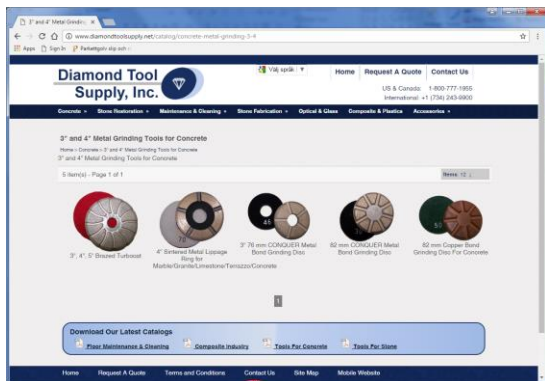 3" and 4" Metal Grindin
www.diamondtoolsupply.net/catalog/concrete-metal-grinding-3-4
Apps
Sign In
Diamond Tool
Supply, Inc.
Välj språk
Home Request A Quote Contact Us
US & Canada: 1-800-777-1955
International: +1 (734) 243-9900
Concrete Stone Restoration Maintenance & Cleaning Stone Fabrication Optical & Glass Composite & Plastics Accessories
3" and 4" Metal Grinding Tools for Concrete
Home > Concrete > 3" and 4" Metal Grinding Tools for Concrete
3" and 4" Metal Grinding Tools for Concrete
5 item(s) - Page 1 of 1
Items: 12
3", 4", 5" Brazed Turbocat
4" Sintered Metal Lippage
Ring for
Marble/Granite/Limestone/Terrazzo/Concrete
3" 76 mm CONQUER Metal
Bond Grinding Disc
82 mm CONQUER Metal
Bond Grinding Disc
82 mm Copper Bond
Grinding Disc For Concrete
1
Download Our Latest Catalogs
Floor Maintenance & Cleaning Composite Industry Tools For Concrete Tools For Stone
Home Request A Quote Terms and Conditions Contact Us Site Map Mobile Website